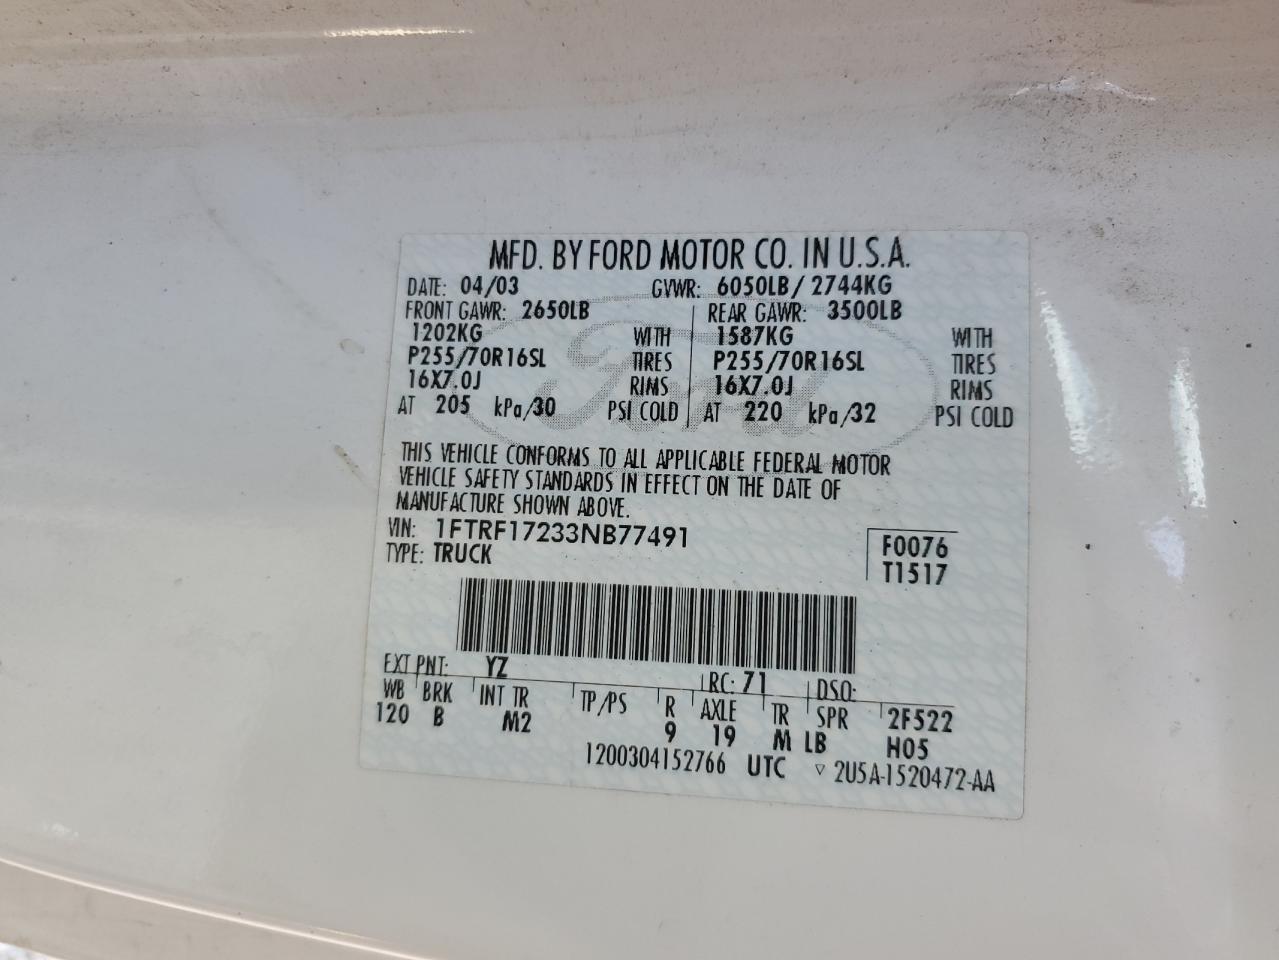 MFD. BY FORD MOTOR CO. IN U.S.A.
DATE: 04/03 GVWR: 6050LB/ 2744KG
FRONT GAWR: 2650LB REAR GAWR: 3500LB
1202KG WITH 1587KG WITH
P255/70R16SL TIRES P255/70R16SL TIRES
16X7.0J RIMS 16X7.0J RIMS
AT 205 kPa/30 PSI COLD AT 220 kPa/32 PSI COLD
THIS VEHICLE CONFORMS TO ALL APPLICABLE FEDERAL MOTOR
VEHICLE SAFETY STANDARDS IN EFFECT ON THE DATE OF
MANUFACTURE SHOWN ABOVE.
VIN: 1FTRF17233NB77491 F0076
TYPE: TRUCK T1517
EXT PNT: YZ RC: 71 DSO:
WB BRK INT TR TP/PS R AXLE TR SPR 2F522
120 B M2 9 19 M LB H05
1200304152766 UTC ▽ 2U5A-1520472-AA
Ford